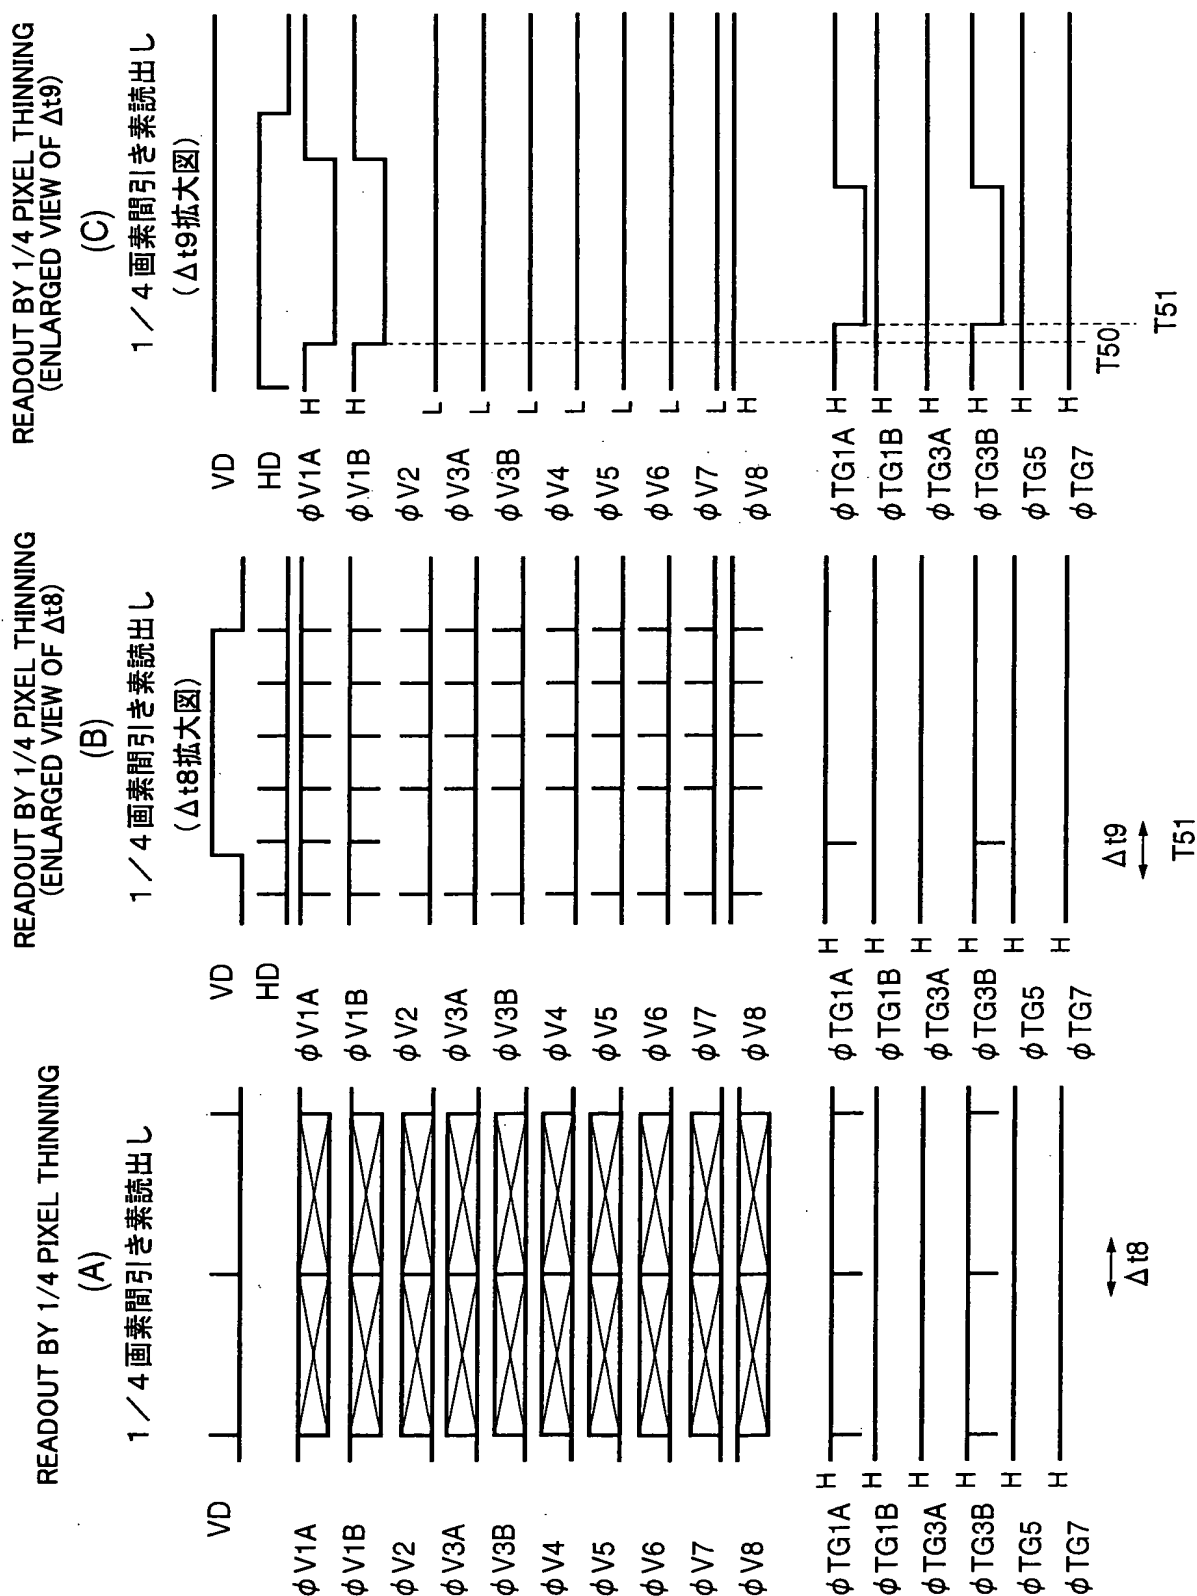 READOUT BY 1/4 PIXEL THINNING
(A)
1/4画素間引き素読出し
VD
φV1A
φV1B
φV2
φV3A
φV3B
φV4
φV5
φV6
φV7
φV8
φTG1A H
φTG1B H
φTG3A H
φTG3B H
φTG5 H
φTG7 H
Δt8
READOUT BY 1/4 PIXEL THINNING
(ENLARGED VIEW OF Δt8)
(B)
1/4画素間引き素読出し
(Δt8拡大図)
VD
HD
φV1A
φV1B
φV2
φV3A
φV3B
φV4
φV5
φV6
φV7
φV8
φTG1A H
φTG1B H
φTG3A H
φTG3B H
φTG5 H
φTG7 H
Δt9
T51
READOUT BY 1/4 PIXEL THINNING
(ENLARGED VIEW OF Δt9)
(C)
1/4画素間引き素読出し
(Δt9拡大図)
VD
HD
φV1A H
φV1B H
φV2 L
φV3A L
φV3B L
φV4 L
φV5 L
φV6 L
φV7 L
φV8 H
φTG1A H
φTG1B H
φTG3A H
φTG3B H
φTG5 H
φTG7 H
T50
T51